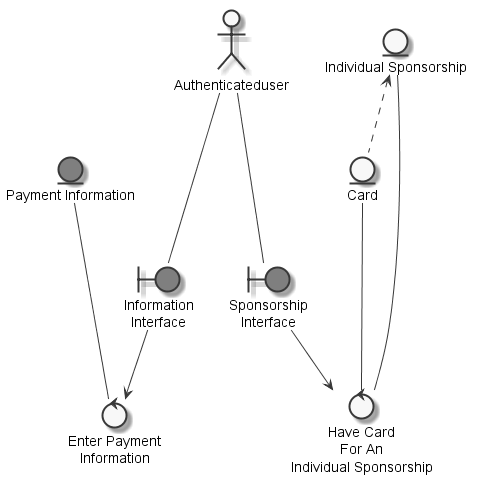 Authenticateduser
Individual Sponsorship
Payment Information
Card
Information
Interface
Sponsorship
Interface
Enter Payment
Information
Have Card
For An
Individual Sponsorship